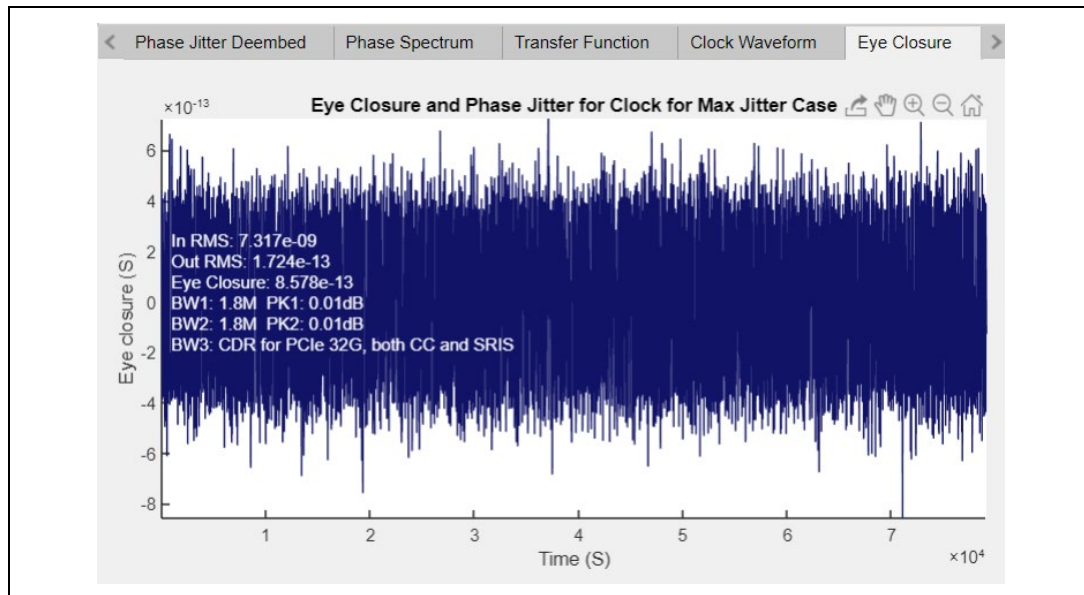 Phase Jitter Deembed Phase Spectrum Transfer Function Clock Waveform Eye Closure
×10-13
Eye Closure and Phase Jitter for Clock for Max Jitter Case
6
4
2
0
-2
-4
-6
-8
Eye closure (S)
In RMS: 7.317e-09
Out RMS: 1.724e-13
Eye Closure: 8.578e-13
BW1: 1.8M PK1: 0.01dB
BW2: 1.8M PK2: 0.01dB
BW3: CDR for PCIe 32G, both CC and SRIS
1 2 3 4 5 6 7
Time (S)
×10⁴